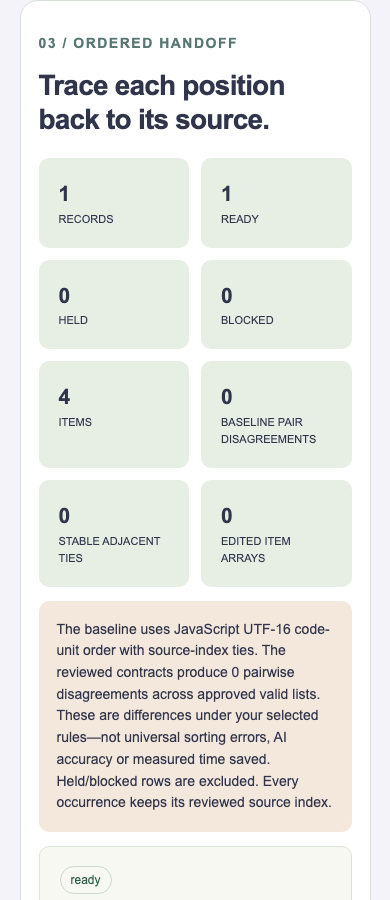 03 / ORDERED HANDOFF
Trace each position
back to its source.
1
RECORDS
1
READY
0
HELD
0
BLOCKED
4
ITEMS
0
BASELINE PAIR
DISAGREEMENTS
0
STABLE ADJACENT
TIES
0
EDITED ITEM
ARRAYS
The baseline uses JavaScript UTF-16 code-
unit order with source-index ties. The
reviewed contracts produce 0 pairwise
disagreements across approved valid lists.
These are differences under your selected
rules—not universal sorting errors, AI
accuracy or measured time saved.
Held/blocked rows are excluded. Every
occurrence keeps its reviewed source index.
ready